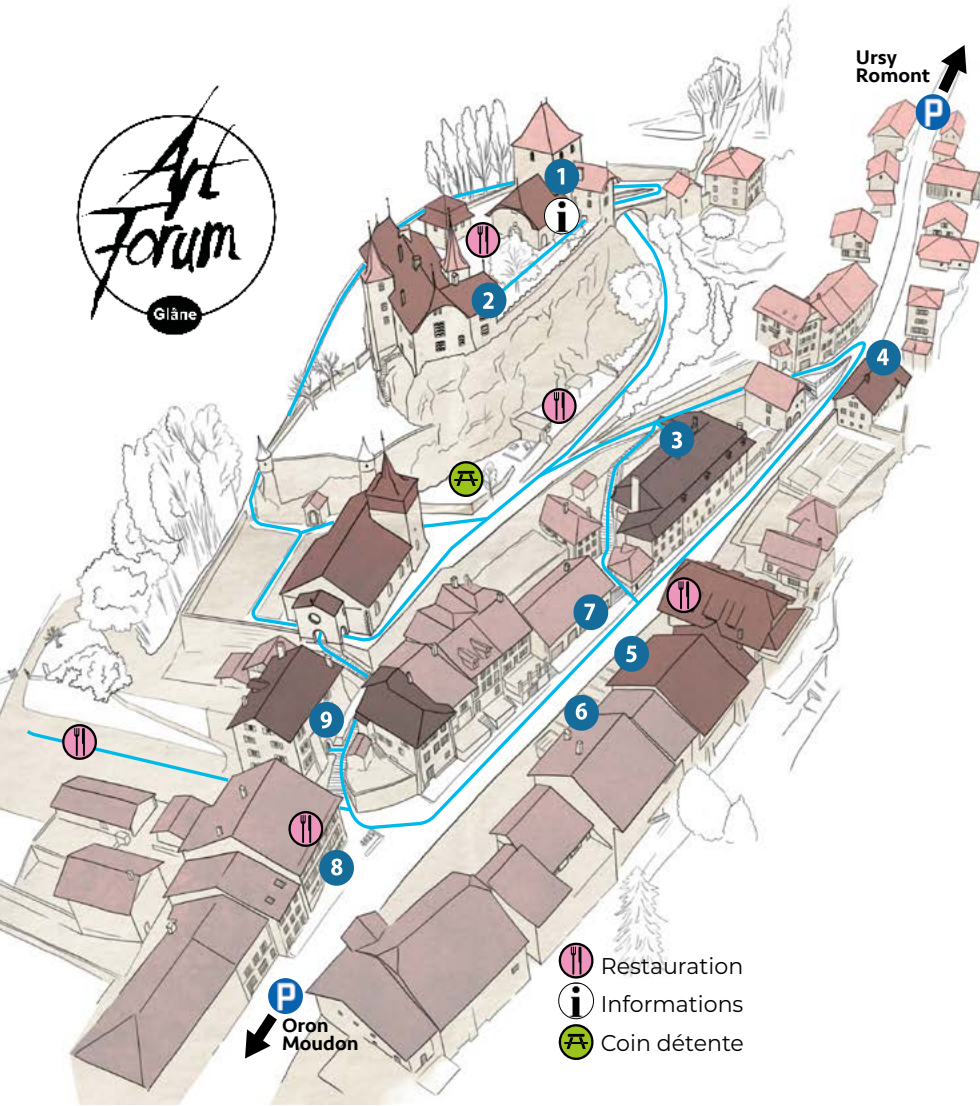 Ursy
Romont
P
Art
Forum
Glâne
1
i
2
4
3
7
5
6
9
8
P
Oron
Moudon
Restauration
i Informations
Coin détente